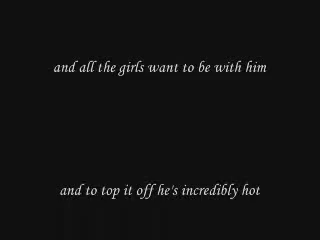 and all the girls want to be with him
and to top it off he's incredibly hot